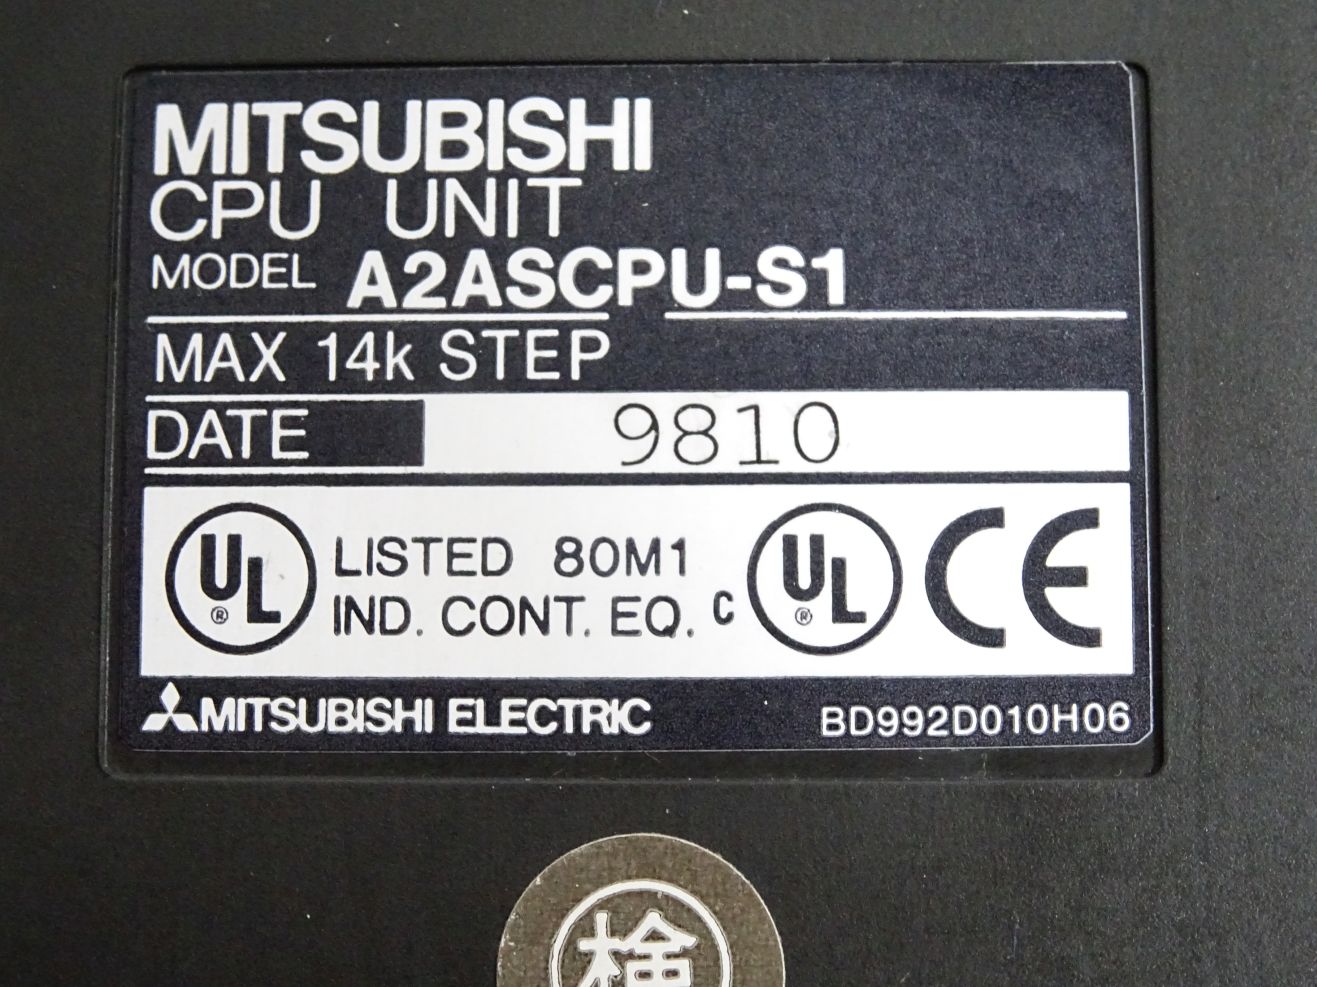 MITSUBISHI
CPU UNIT
MODEL A2ASCPU-S1
MAX 14k STEP
DATE 9810
UL® LISTED 80M1
IND. CONT. EQ. C UL® CE
MITSUBISHI ELECTRIC BD992D010H06
検